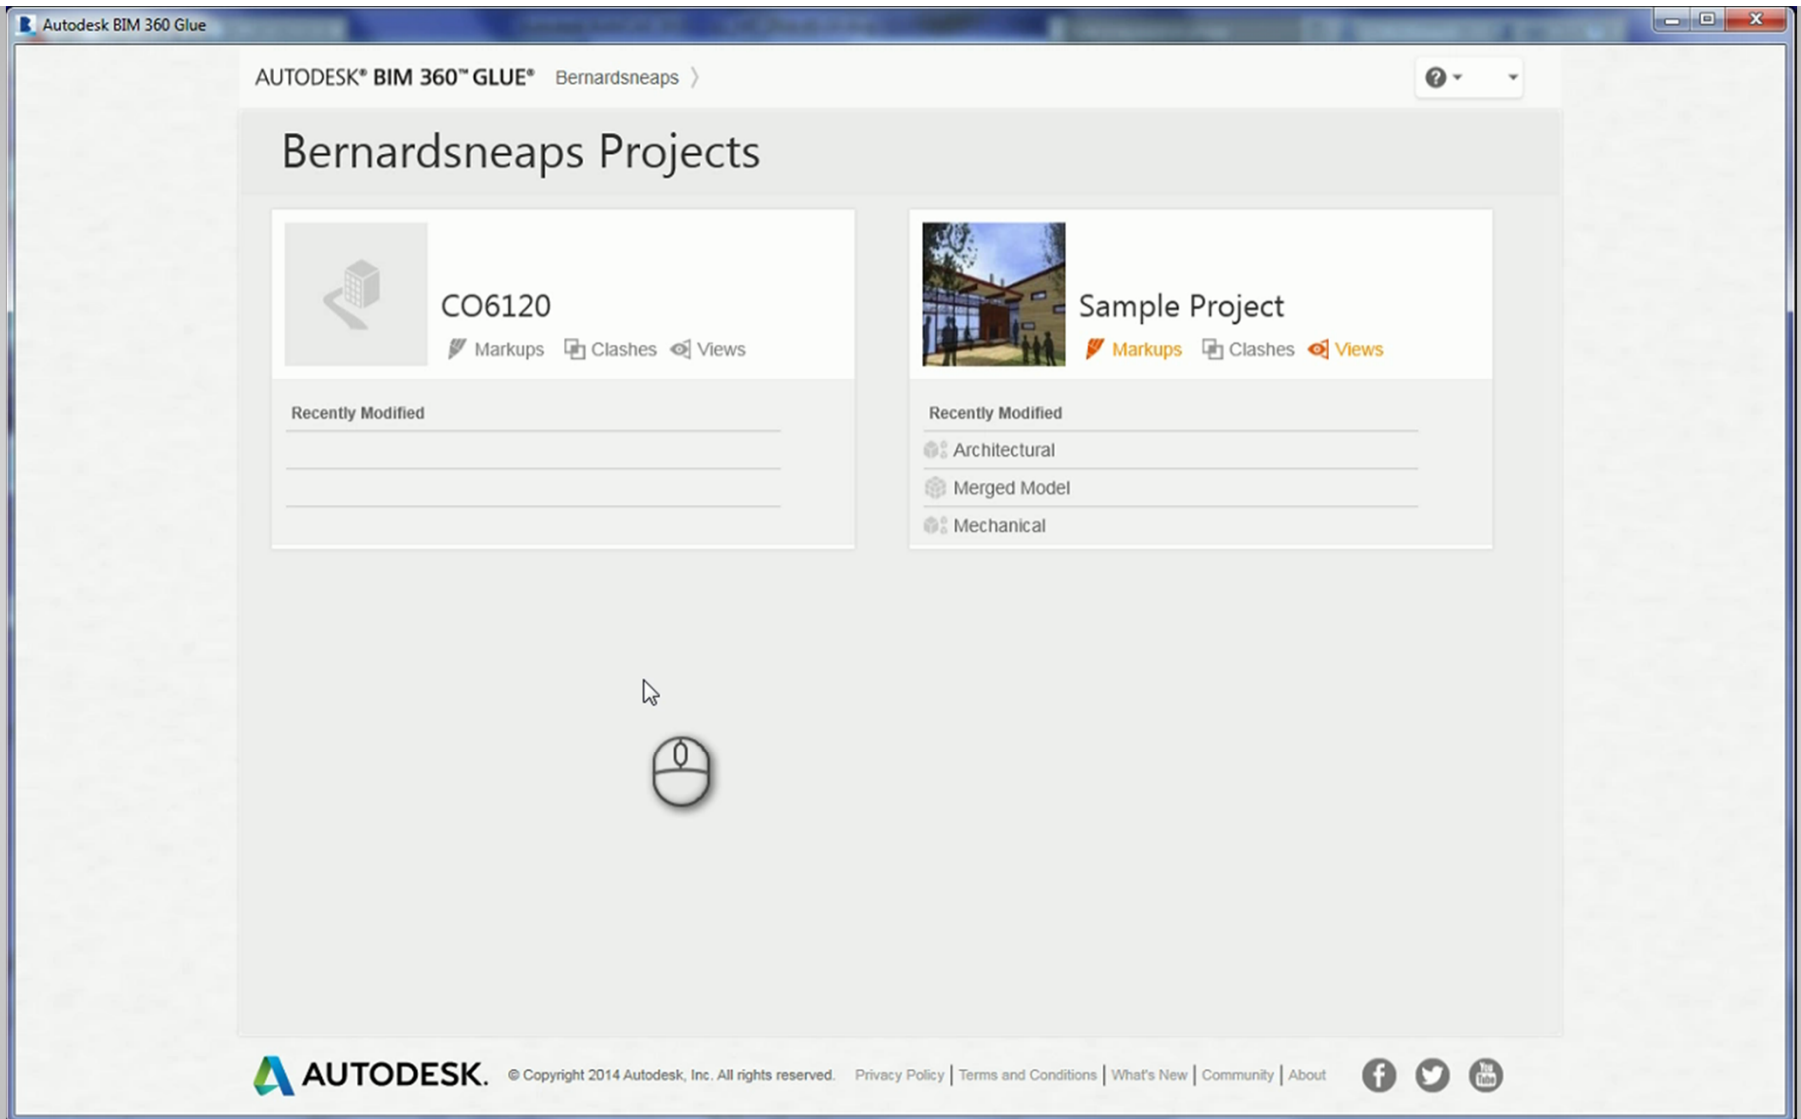 Autodesk BIM 360 Glue
AUTODESK® BIM 360™ GLUE® Bernardsneaps 〉
Bernardsneaps Projects
CO6120
Markups Clashes Views
Recently Modified
Sample Project
Markups Clashes Views
Recently Modified
Architectural
Merged Model
Mechanical
AUTODESK. © Copyright 2014 Autodesk, Inc. All rights reserved. Privacy Policy | Terms and Conditions | What's New | Community | About
You Tube